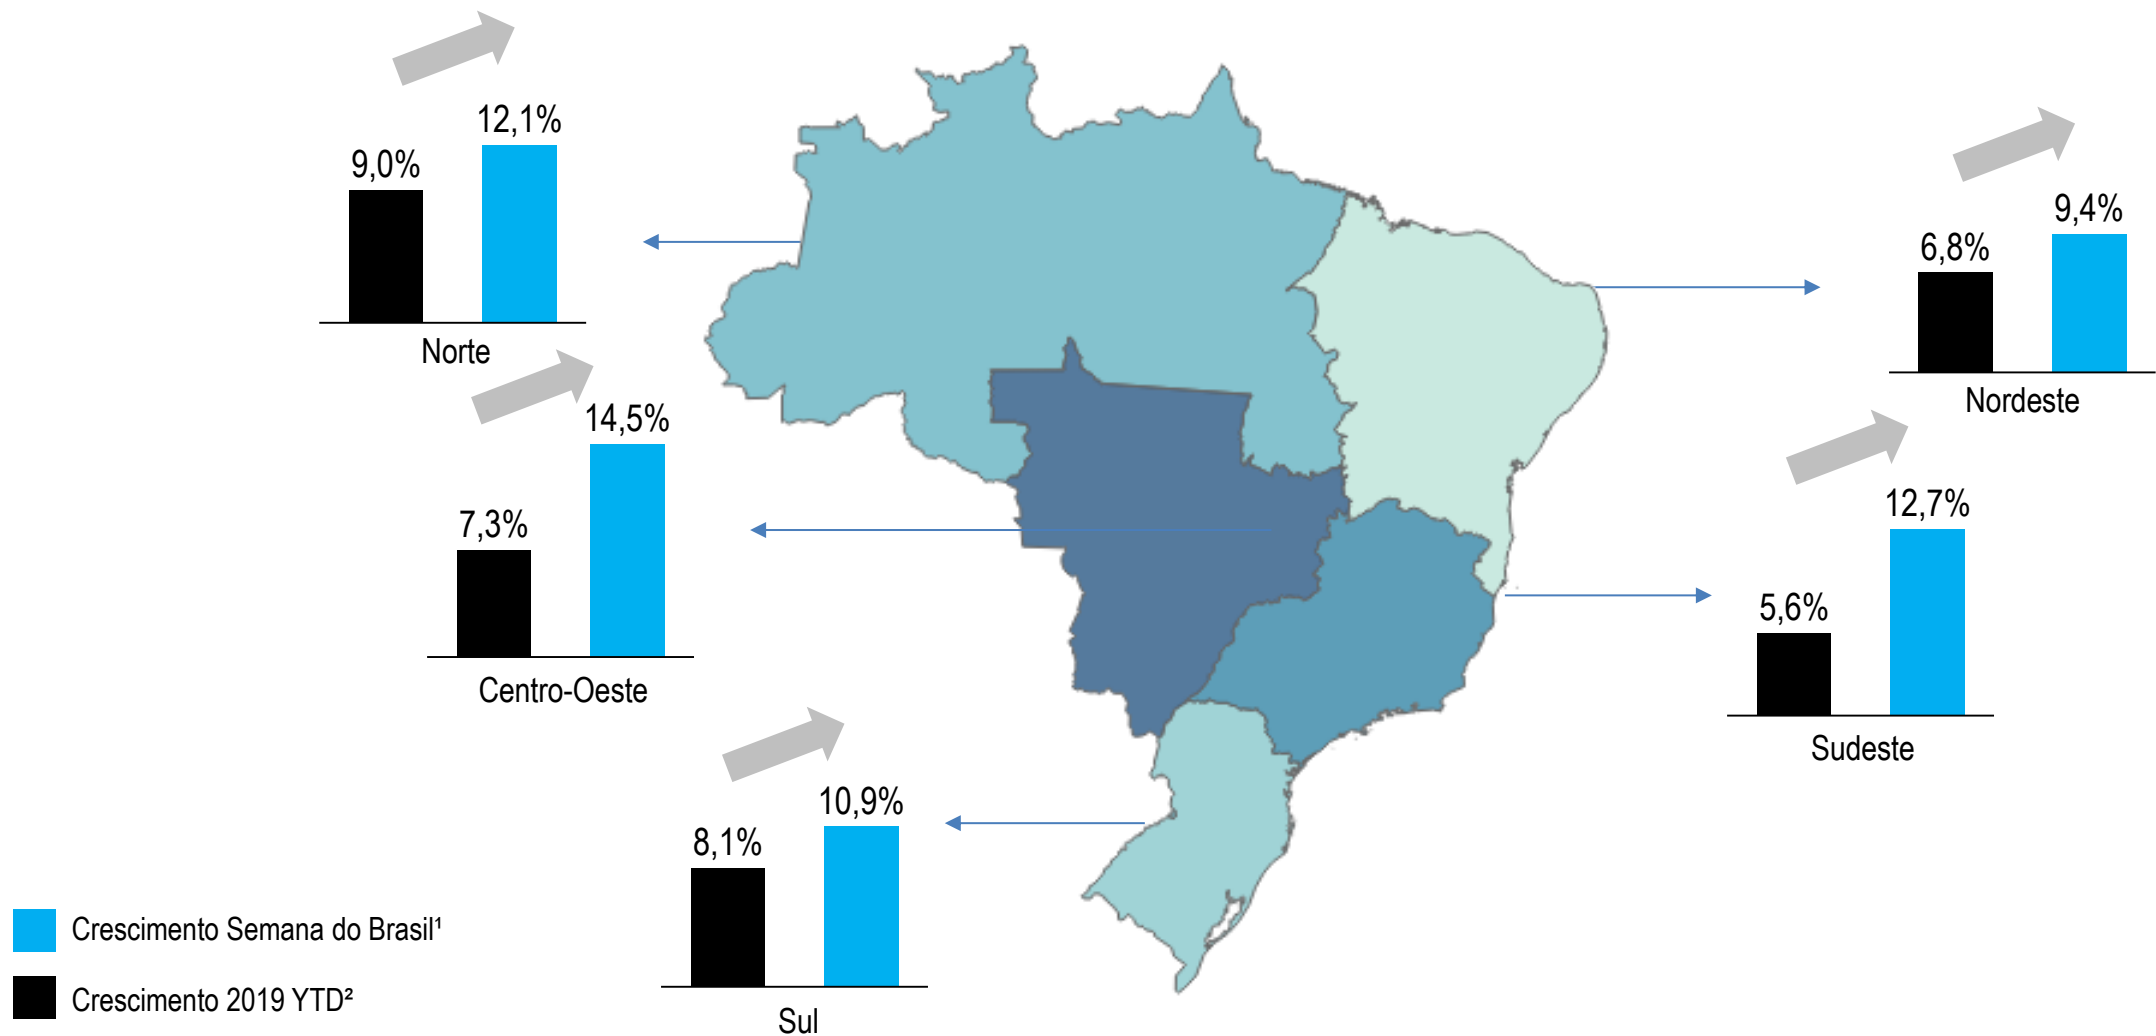 12,1%
9,0%
Norte
9,4%
6,8%
Nordeste
14,5%
7,3%
Centro-Oeste
12,7%
5,6%
Sudeste
10,9%
8,1%
Sul
Crescimento Semana do Brasil¹
Crescimento 2019 YTD²